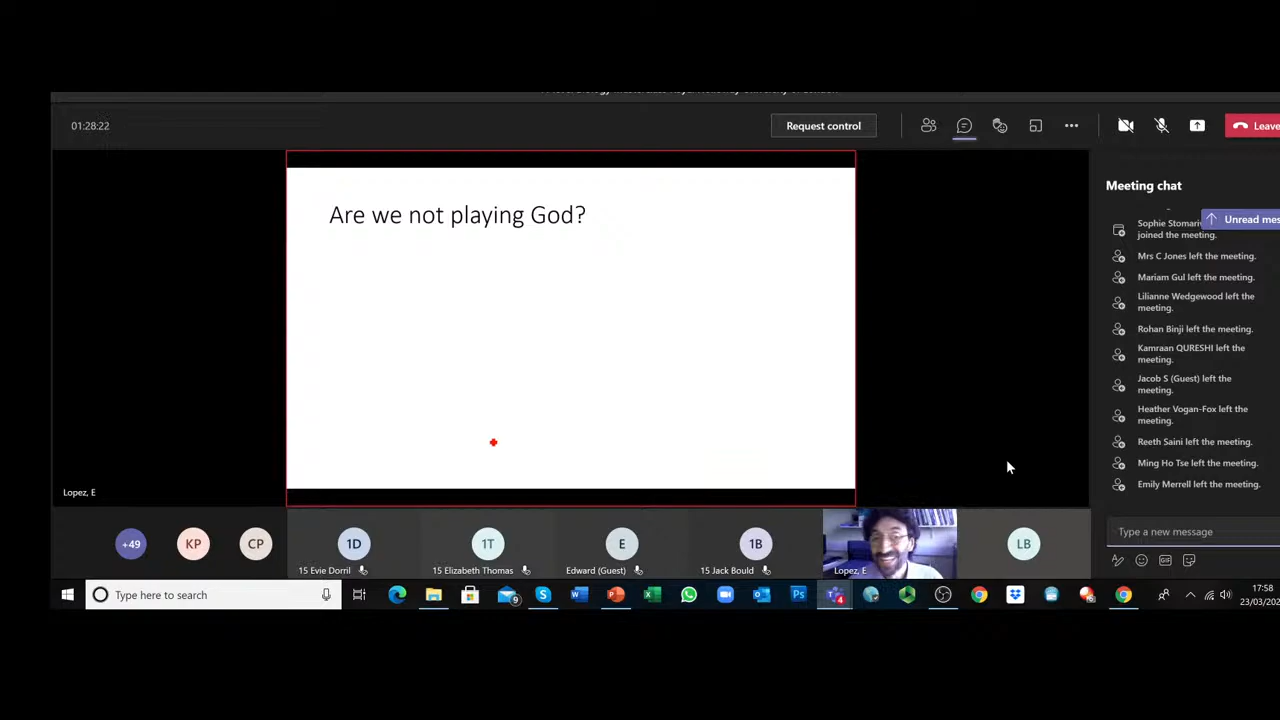 01:28:22
Request control
Leave
Are we not playing God?
Lopez, E
Meeting chat
Unread mes
Sophie Stomari
joined the meeting.
Mrs C Jones left the meeting.
Mariam Gul left the meeting.
Lilianne Wedgewood left the
meeting.
Rohan Binji left the meeting.
Kamraan QURESHI left the
meeting.
Jacob S (Guest) left the
meeting.
Heather Vogan-Fox left the
meeting.
Reeth Saini left the meeting.
Ming Ho Tse left the meeting.
Emily Merrell left the meeting.
Type a new message
GIF
+49
KP
CP
1D
15 Evie Dorril
1T
15 Elizabeth Thomas
E
Edward (Guest)
1B
15 Jack Bould
Lopez, E
LB
Type here to search
9
Ps
4
17:58
23/03/202